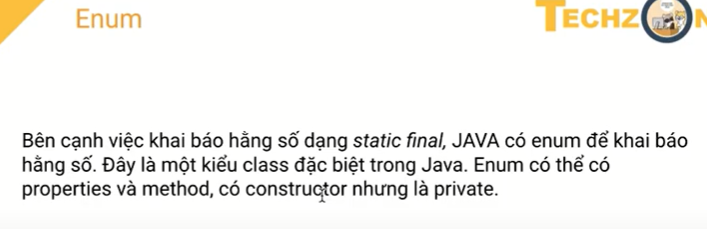 Enum
TECHZ N
Bên cạnh việc khai báo hằng số dạng static final, JAVA có enum để khai báo
hằng số. Đây là một kiểu class đặc biệt trong Java. Enum có thể có
properties và method, có constructor nhưng là private.